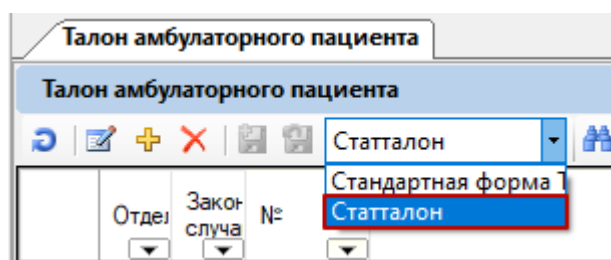 Талон амбулаторного пациента
Талон амбулаторного пациента
Статталон
Стандартная форма
Статталон
Отдел
Закон
случа
№